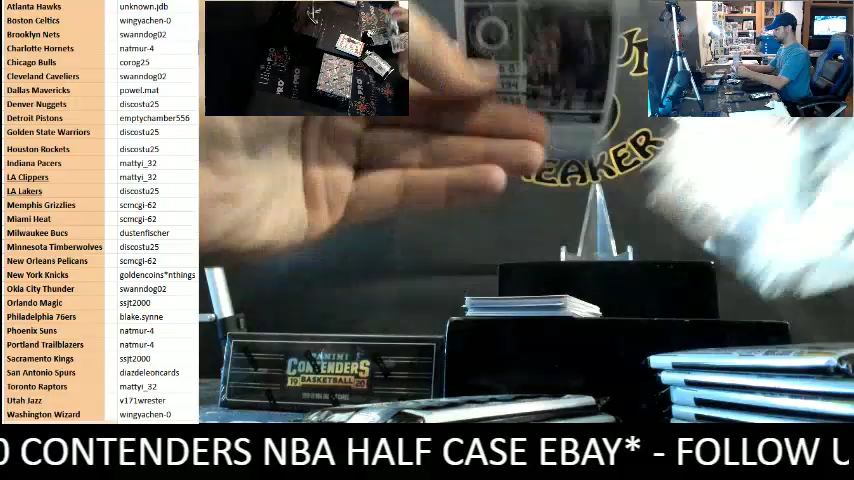 Atlanta Hawks unknown.jdb
Boston Celtics wingyachen-0
Brooklyn Nets swanndog02
Charlotte Hornets natmur-4
Chicago Bulls corog25
Cleveland Cavaliers swanndog02
Dallas Mavericks powel.mat
Denver Nuggets discostu25
Detroit Pistons emptychamber556
Golden State Warriors discostu25
Houston Rockets discostu25
Indiana Pacers mattyi_32
LA Clippers mattyi_32
LA Lakers discostu25
Memphis Grizzlies scmcgi-62
Miami Heat scmcgi-62
Milwaukee Bucs dustenfischer
Minnesota Timberwolves discostu25
New Orleans Pelicans scmcgi-62
New York Knicks goldencoins*nthings
Okla City Thunder swanndog02
Orlando Magic ssjt2000
Philadelphia 76ers blake.synne
Phoenix Suns natmur-4
Portland Trailblazers natmur-4
Sacramento Kings ssjt2000
San Antonio Spurs diazdeleoncards
Toronto Raptors mattyi_32
Utah Jazz v171wrester
Washington Wizard wingyachen-0
EAKER
PANINI
CONTENDERS
19 BASKETBALL 20
0 CONTENDERS NBA HALF CASE EBAY* - FOLLOW U